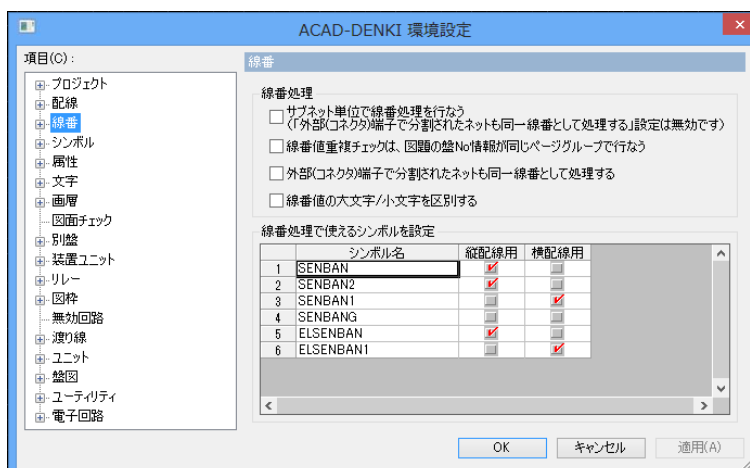 ACAD-DENKI 環境設定
項目(C):
プロジェクト
配線
線番
シンボル
属性
文字
画層
図面チェック
別盤
装置ユニット
リレー
図枠
無効回路
渡り線
ユニット
盤図
ユーティリティ
電子回路
線番
線番処理
サブネット単位で線番処理を行なう
(「外部(コネクタ)端子で分割されたネットも同一線番として処理する」設定は無効です)
線番値重複チェックは、図題の盤No情報が同じページグループで行なう
外部(コネクタ)端子で分割されたネットも同一線番として処理する
線番値の大文字/小文字を区別する
線番処理で使えるシンボルを設定
シンボル名 縦配線用 横配線用
1 SENBAN
2 SENBAN2
3 SENBAN1
4 SENBANG
5 ELSENBAN
6 ELSENBAN1
OK キャンセル 適用(A)